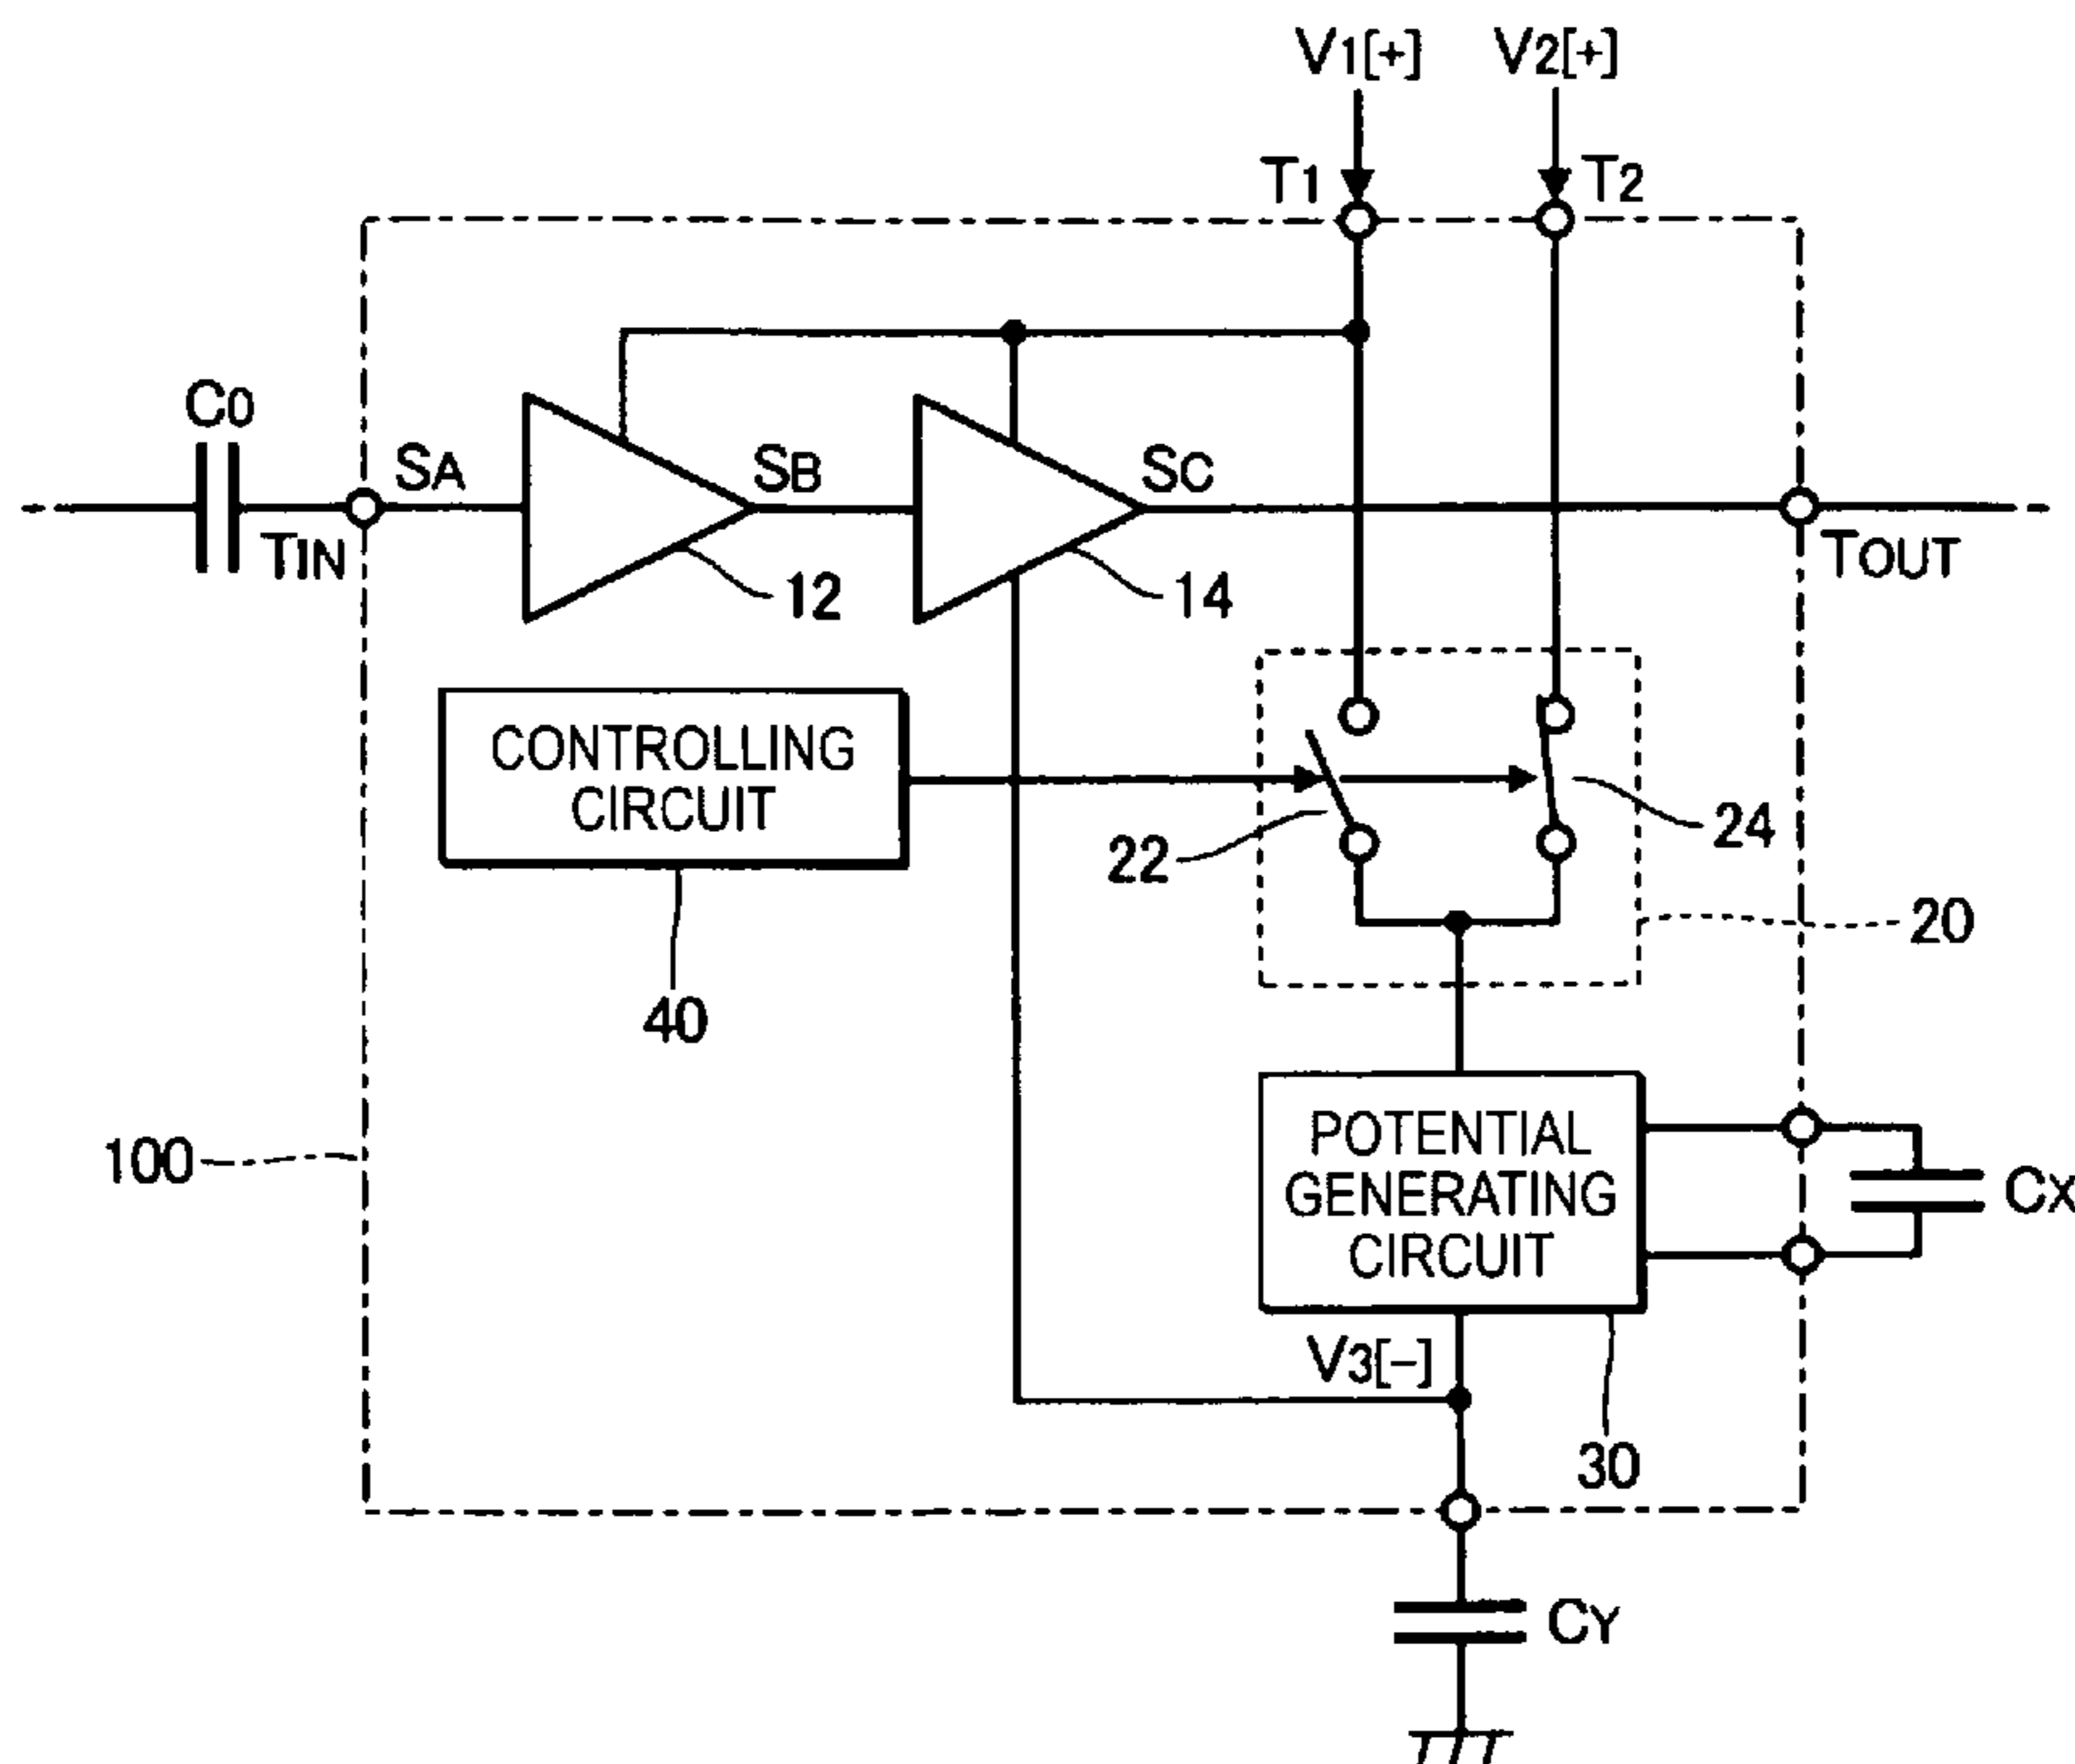 V1[+]
V2[+]
T1
T2
C0
SA
SB
SC
TIN
TOUT
12
14
CONTROLLING
CIRCUIT
22
24
20
40
100
POTENTIAL
GENERATING
CIRCUIT
CX
V3[−]
30
CY